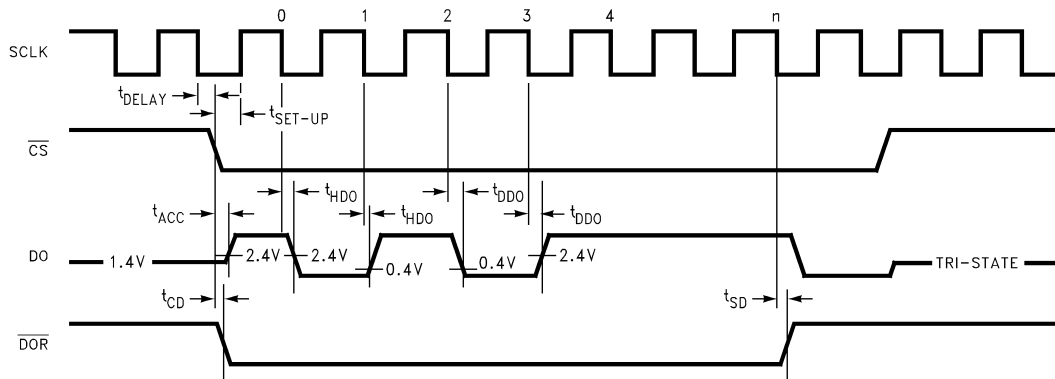 0 1 2 3 4 n
SCLK
tDELAY
tSET-UP
CS
tHDO
tDDO
tACC
tHDO
tDDO
DO
1.4V
2.4V
2.4V
0.4V
0.4V
2.4V
TRI-STATE
tCD
tSD
DOR